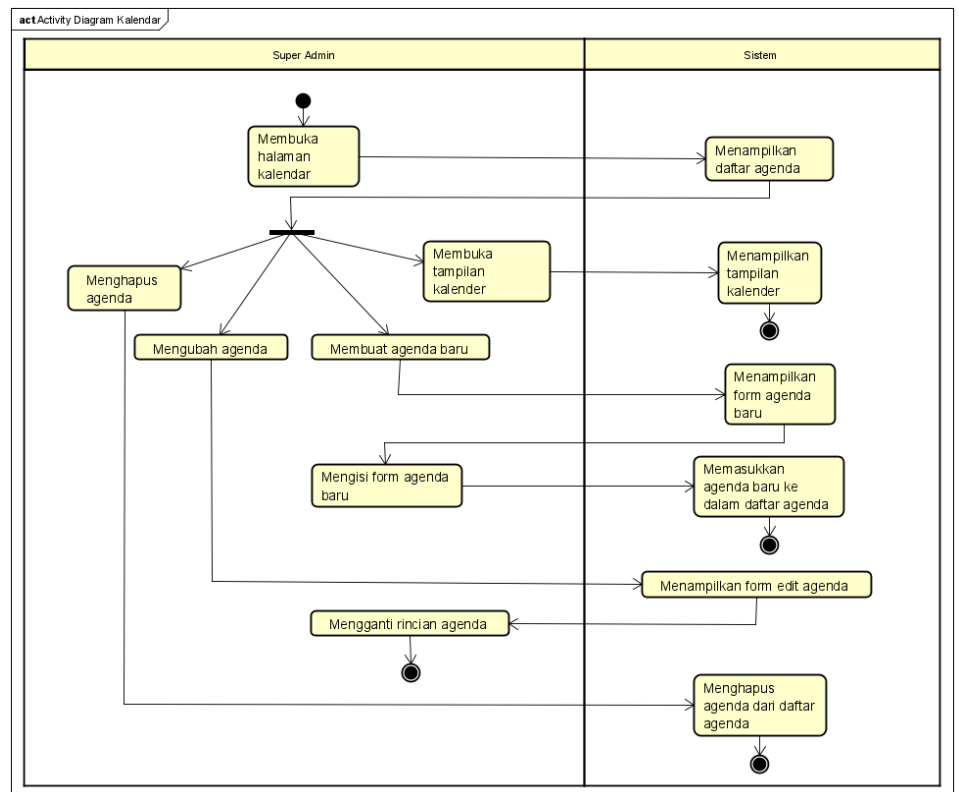 act Activity Diagram Kalendar
Super Admin
Sistem
Membuka
halaman
kalendar
Menampilkan
daftar agenda
Menghapus
agenda
Mengubah agenda
Membuat agenda baru
Membuka
tampilan
kalender
Menampilkan
tampilan
kalender
Menampilkan
form agenda
baru
Mengisi form agenda
baru
Memasukkan
agenda baru ke
dalam daftar agenda
Menampilkan form edit agenda
Mengganti rincian agenda
Menghapus
agenda dari daftar
agenda